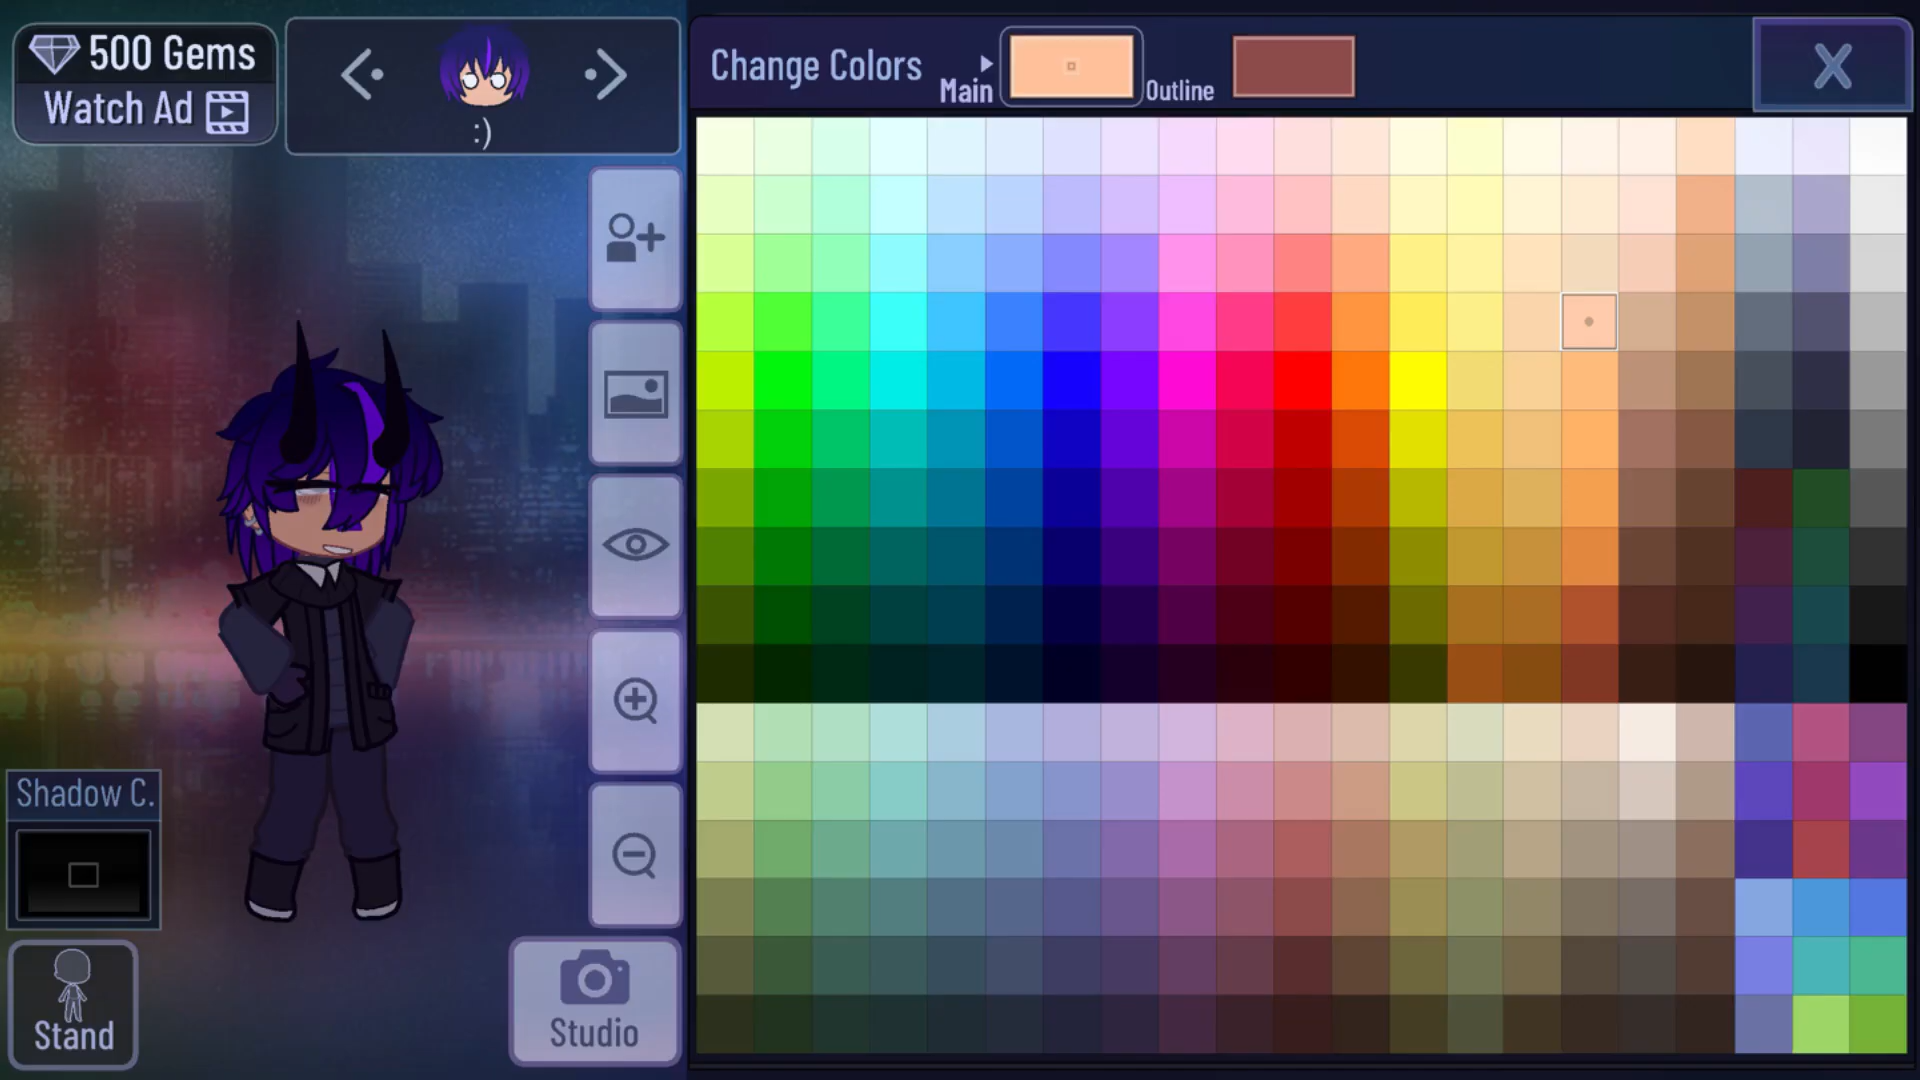 500 Gems
Watch Ad
:)
Change Colors
Main
Outline
X
Shadow C.
Stand
Studio